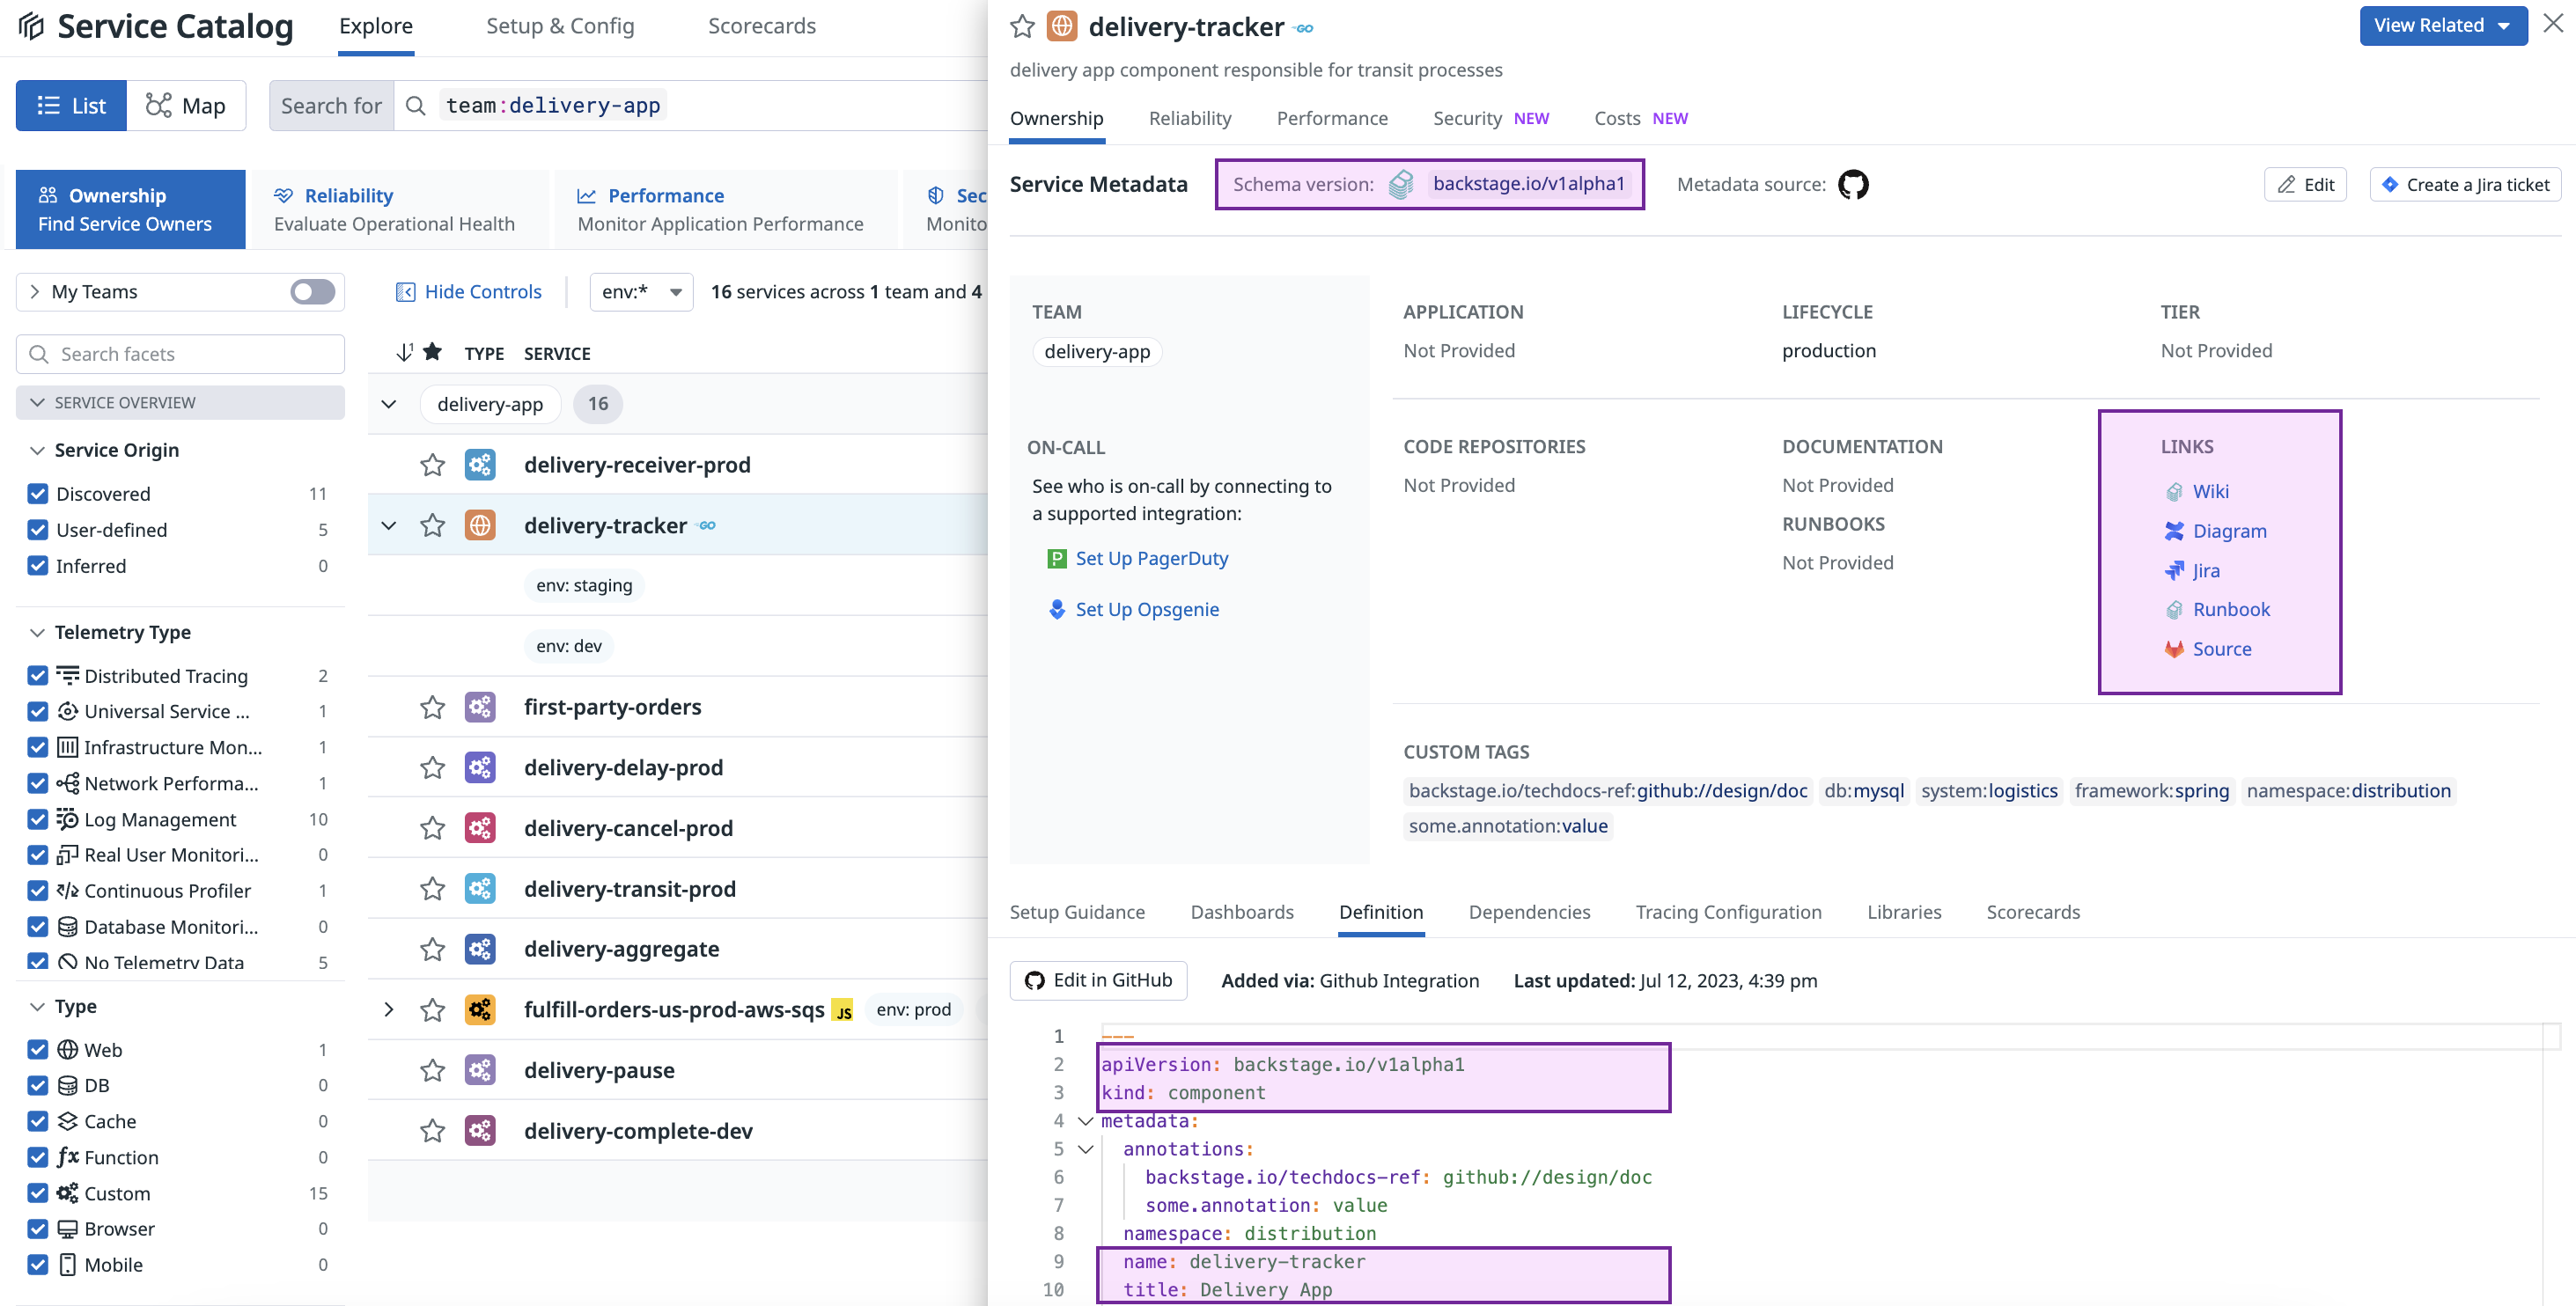 Service Catalog
Explore
Setup & Config
Scorecards
List
Map
Search for
team:delivery-app
Ownership
Find Service Owners
Reliability
Evaluate Operational Health
Performance
Monitor Application Performance
Sec
Monito
My Teams
Hide Controls
env:*
16 services across 1 team and 4
Search facets
SERVICE OVERVIEW
Service Origin
Discovered 11
User-defined 5
Inferred 0
Telemetry Type
Distributed Tracing 2
Universal Service ... 1
Infrastructure Mon... 1
Network Performa... 1
Log Management 10
Real User Monitori... 0
Continuous Profiler 1
Database Monitori... 0
No Telemetry Data 5
Type
Web 1
DB 0
Cache 0
Function 0
Custom 15
Browser 0
Mobile 0
TYPE SERVICE
delivery-app 16
delivery-receiver-prod
delivery-tracker GO
env: staging
env: dev
first-party-orders
delivery-delay-prod
delivery-cancel-prod
delivery-transit-prod
delivery-aggregate
fulfill-orders-us-prod-aws-sqs JS env: prod
delivery-pause
delivery-complete-dev
delivery-tracker GO
View Related
delivery app component responsible for transit processes
Ownership
Reliability
Performance
Security NEW
Costs NEW
Service Metadata
Schema version: backstage.io/v1alpha1
Metadata source:
Edit
Create a Jira ticket
TEAM
delivery-app
ON-CALL
See who is on-call by connecting to
a supported integration:
Set Up PagerDuty
Set Up Opsgenie
APPLICATION
Not Provided
LIFECYCLE
production
TIER
Not Provided
CODE REPOSITORIES
Not Provided
DOCUMENTATION
Not Provided
RUNBOOKS
Not Provided
LINKS
Wiki
Diagram
Jira
Runbook
Source
CUSTOM TAGS
backstage.io/techdocs-ref:github://design/doc db:mysql system:logistics framework:spring namespace:distribution
some.annotation:value
Setup Guidance
Dashboards
Definition
Dependencies
Tracing Configuration
Libraries
Scorecards
Edit in GitHub
Added via: Github Integration
Last updated: Jul 12, 2023, 4:39 pm
1 ---
2 apiVersion: backstage.io/v1alpha1
3 kind: component
4 metadata:
5 annotations:
6 backstage.io/techdocs-ref: github://design/doc
7 some.annotation: value
8 namespace: distribution
9 name: delivery-tracker
10 title: Delivery App